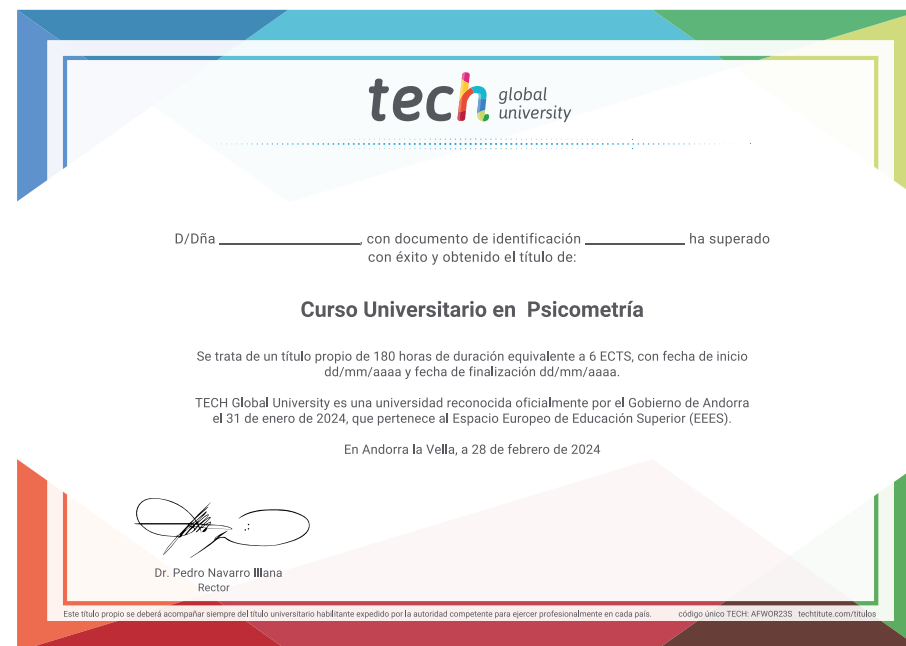 tech global university
D/Dña ____________________, con documento de identificación ______________ ha superado
con éxito y obtenido el título de:
Curso Universitario en Psicometría
Se trata de un título propio de 180 horas de duración equivalente a 6 ECTS, con fecha de inicio
dd/mm/aaaa y fecha de finalización dd/mm/aaaa.
TECH Global University es una universidad reconocida oficialmente por el Gobierno de Andorra
el 31 de enero de 2024, que pertenece al Espacio Europeo de Educación Superior (EEES).
En Andorra la Vella, a 28 de febrero de 2024
Dr. Pedro Navarro Illana
Rector
Este título propio se deberá acompañar siempre del título universitario habilitante expedido por la autoridad competente para ejercer profesionalmente en cada país. código único TECH: AFWOR23S techtitute.com/titulos